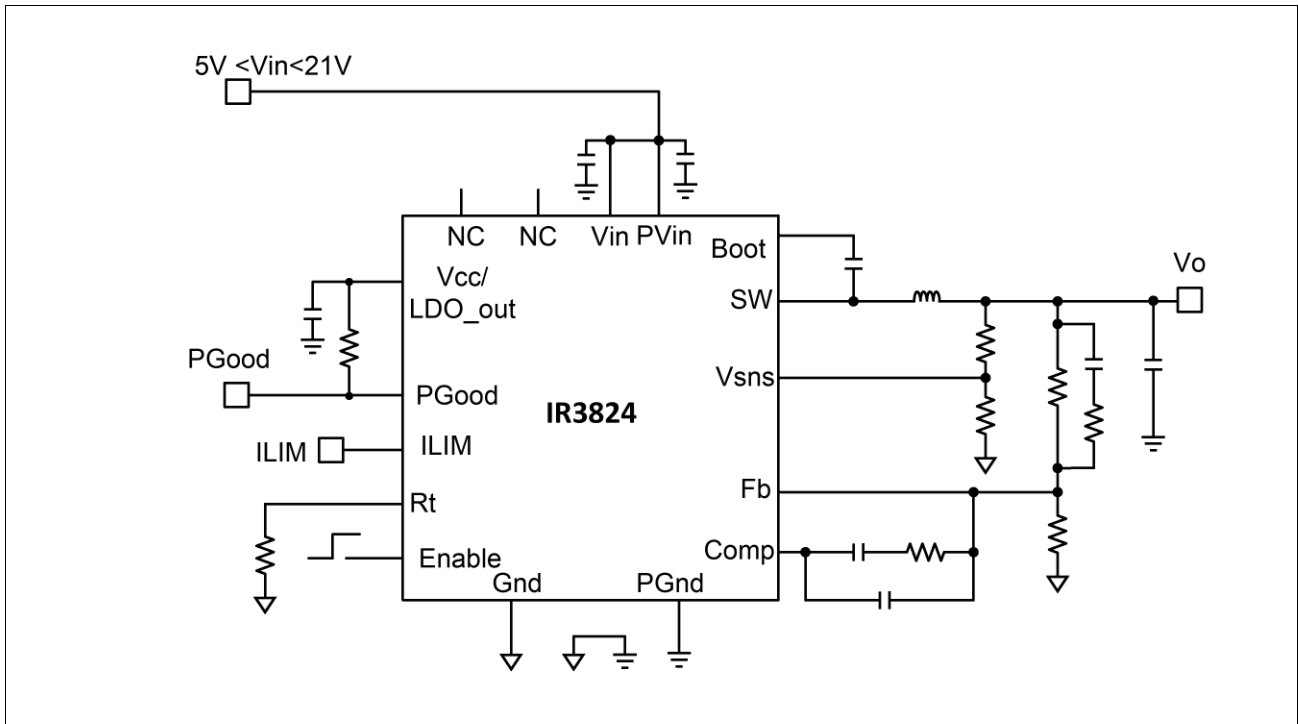 5V <Vin<21V
NC
NC
Vin
PVin
Boot
Vcc/
LDO_out
SW
Vo
PGood
PGood
Vsns
IR3824
ILIM
ILIM
Rt
Fb
Enable
Comp
Gnd
PGnd